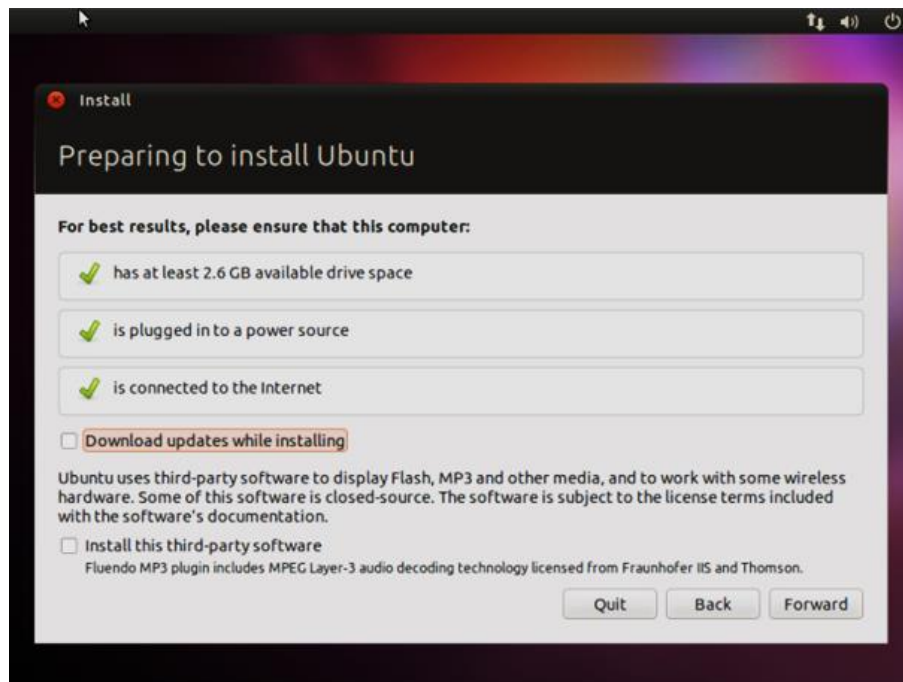 Install
Preparing to install Ubuntu
For best results, please ensure that this computer:
has at least 2.6 GB available drive space
is plugged in to a power source
is connected to the Internet
Download updates while installing
Ubuntu uses third-party software to display Flash, MP3 and other media, and to work with some wireless
hardware. Some of this software is closed-source. The software is subject to the license terms included
with the software's documentation.
Install this third-party software
Fluendo MP3 plugin includes MPEG Layer-3 audio decoding technology licensed from Fraunhofer IIS and Thomson.
Quit Back Forward